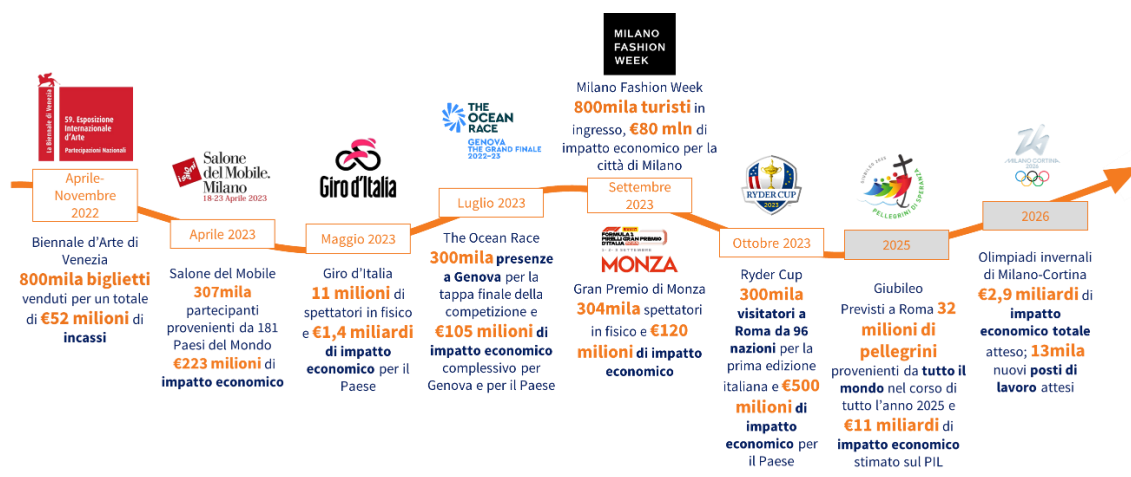 la Biennale di Venezia
59. Esposizione
Internazionale
d'Arte
Partecipazioni Nazionali
Aprile-
Novembre
2022
Biennale d'Arte di
Venezia
800mila biglietti
venduti per un totale
di €52 milioni di
incassi
Salone
del Mobile.
Milano
18-23 Aprile 2023
Aprile 2023
Salone del Mobile
307mila
partecipanti
provenienti da 181
Paesi del Mondo
€223 milioni di
impatto economico
Giro d'Italia
Maggio 2023
Giro d'Italia
11 milioni di
spettatori in fisico
e €1,4 miliardi
di impatto
economico per il
Paese
THE
OCEAN
RACE
GENOVA
THE GRAND FINALE
2022-23
Luglio 2023
The Ocean Race
300mila presenze
a Genova per la
tappa finale della
competizione e
€105 milioni di
impatto economico
complessivo per
Genova e per il Paese
MILANO
FASHION
WEEK
Milano Fashion Week
800mila turisti in
ingresso, €80 mln di
impatto economico per la
città di Milano
Settembre
2023
FORMULA 1
PIRELLI GRAN PREMIO
D'ITALIA 2023
MONZA
Gran Premio di Monza
304mila spettatori
in fisico e €120
milioni di impatto
economico
RYDER CUP
2023
Ottobre 2023
Ryder Cup
300mila
visitatori a
Roma da 96
nazioni per la
prima edizione
italiana e €500
milioni di
impatto
economico per
il Paese
GIUBILEO 2025
PELLEGRINI DI SPERANZA
2025
Giubileo
Previsti a Roma 32
milioni di
pellegrini
provenienti da tutto il
mondo nel corso di
tutto l'anno 2025 e
€11 miliardi di
impatto economico
stimato sul PIL
MILANO CORTINA
2026
2026
Olimpiadi invernali
di Milano-Cortina
€2,9 miliardi di
impatto
economico totale
atteso; 13mila
nuovi posti di
lavoro attesi